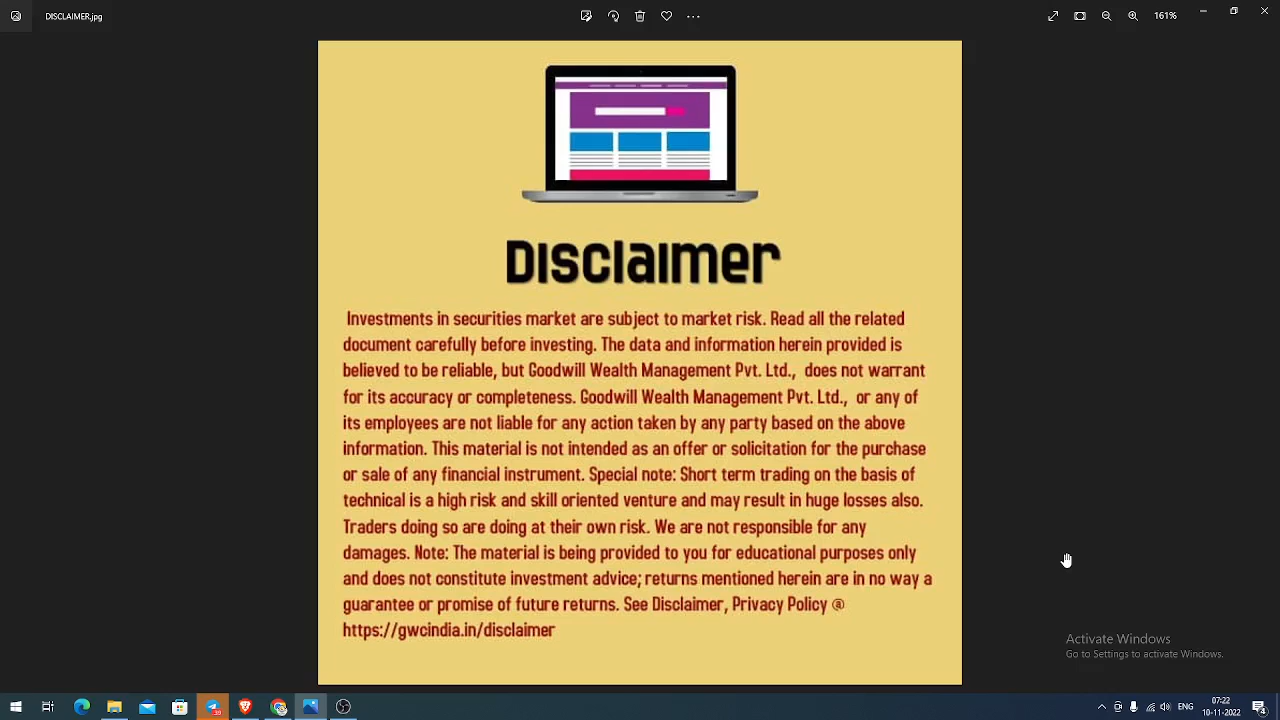 DISCLAIMER.jpg
Disclaimer
Investments in securities market are subject to market risk. Read all the related
document carefully before investing. The data and information herein provided is
believed to be reliable, but Goodwill Wealth Management Pvt. Ltd., does not warrant
for its accuracy or completeness. Goodwill Wealth Management Pvt. Ltd., or any of
its employees are not liable for any action taken by any party based on the above
information. This material is not intended as an offer or solicitation for the purchase
or sale of any financial instrument. Special note: Short term trading on the basis of
technical is a high risk and skill oriented venture and may result in huge losses also.
Traders doing so are doing at their own risk. We are not responsible for any
damages. Note: The material is being provided to you for educational purposes only
and does not constitute investment advice; returns mentioned herein are in no way a
guarantee or promise of future returns. See Disclaimer, Privacy Policy @
https://gwcindia.in/disclaimer
Activate Windows
Go to Settings to activate Windows.
07:22
10-11-2022